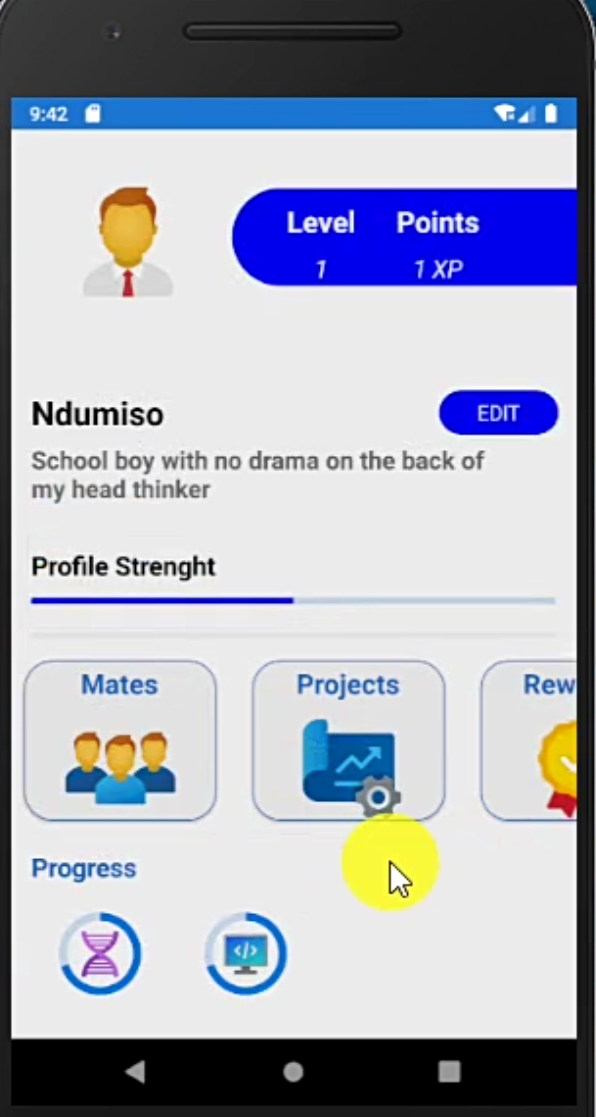 9:42
Level Points
1 1 XP
Ndumiso
EDIT
School boy with no drama on the back of
my head thinker
Profile Strenght
Mates
Projects
Rew
Progress
</>